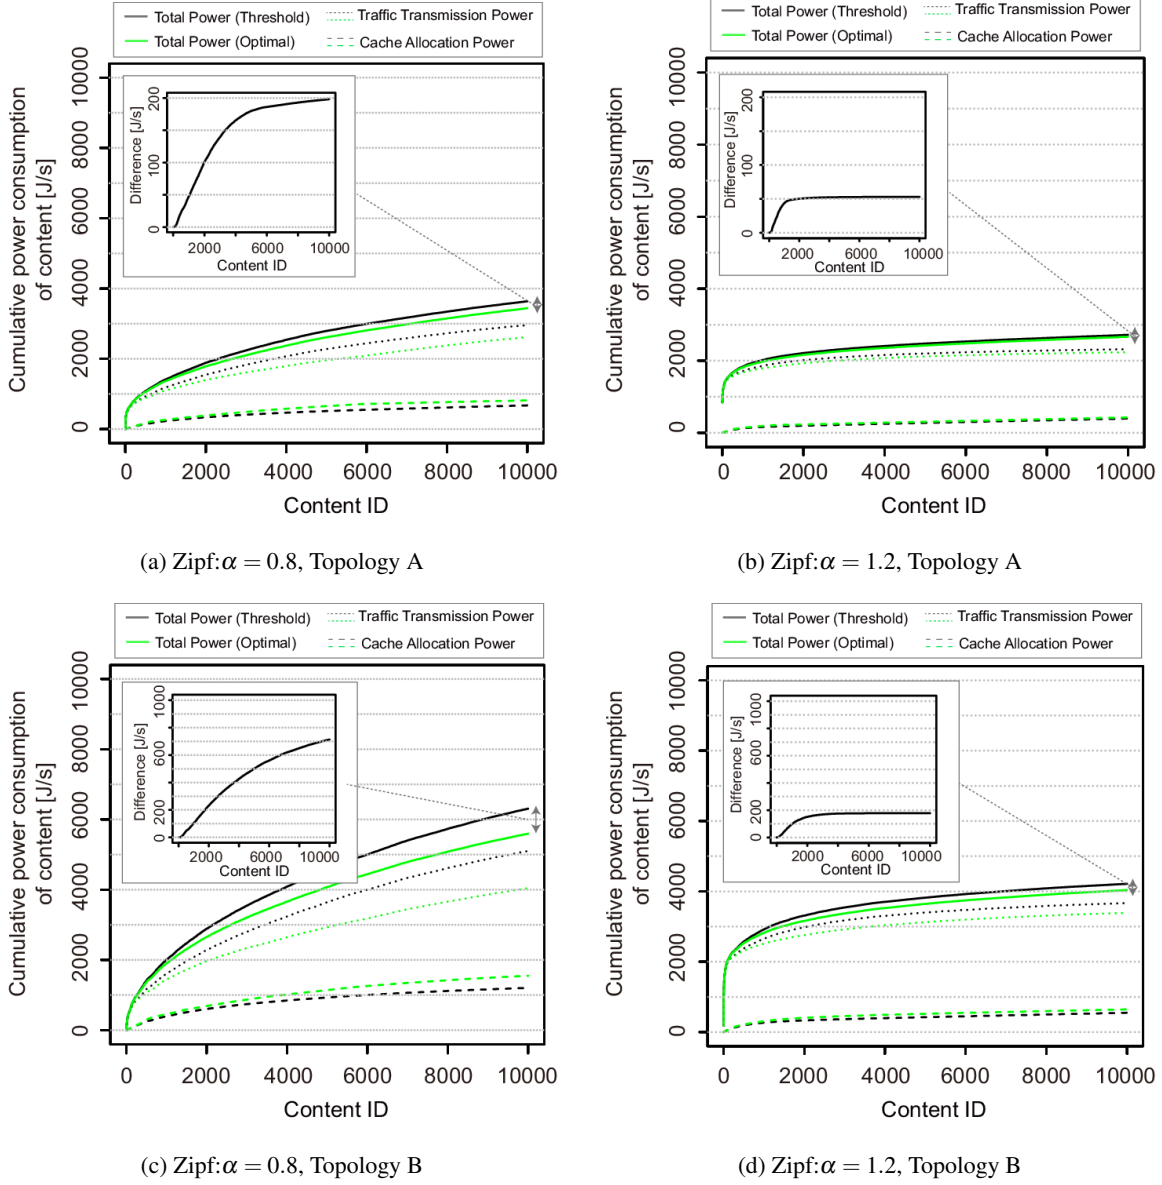 Total Power (Threshold) Traffic Transmission Power
Total Power (Optimal) Cache Allocation Power
Cumulative power consumption
of content [J/s]
0 2000 4000 6000 8000 10000
Difference [J/s]
0 100 200
2000 6000 10000
Content ID
0 2000 4000 6000 8000 10000
Content ID
(a) Zipf:α = 0.8, Topology A
Total Power (Threshold) Traffic Transmission Power
Total Power (Optimal) Cache Allocation Power
Cumulative power consumption
of content [J/s]
0 2000 4000 6000 8000 10000
Difference [J/s]
0 100 200
2000 6000 10000
Content ID
0 2000 4000 6000 8000 10000
Content ID
(b) Zipf:α = 1.2, Topology A
Total Power (Threshold) Traffic Transmission Power
Total Power (Optimal) Cache Allocation Power
Cumulative power consumption
of content [J/s]
0 2000 4000 6000 8000 10000
Difference [J/s]
0 200 600 1000
2000 6000 10000
Content ID
0 2000 4000 6000 8000 10000
Content ID
(c) Zipf:α = 0.8, Topology B
Total Power (Threshold) Traffic Transmission Power
Total Power (Optimal) Cache Allocation Power
Cumulative power consumption
of content [J/s]
0 2000 4000 6000 8000 10000
Difference [J/s]
0 200 600 1000
2000 6000 10000
Content ID
0 2000 4000 6000 8000 10000
Content ID
(d) Zipf:α = 1.2, Topology B